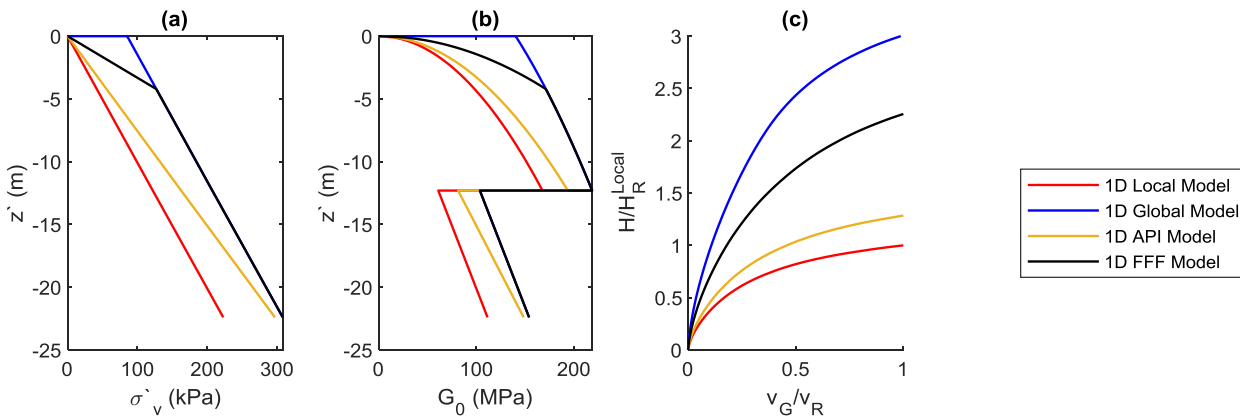 (a)
0
-5
-10
-15
-20
-25
z` (m)
0
100
200
300
σ`v (kPa)
(b)
0
-5
-10
-15
-20
-25
z` (m)
0
100
200
G0 (MPa)
(c)
3
2.5
2
1.5
1
0.5
0
H/HRLocal
0
0.5
1
vG/vR
1D Local Model
1D Global Model
1D API Model
1D FFF Model